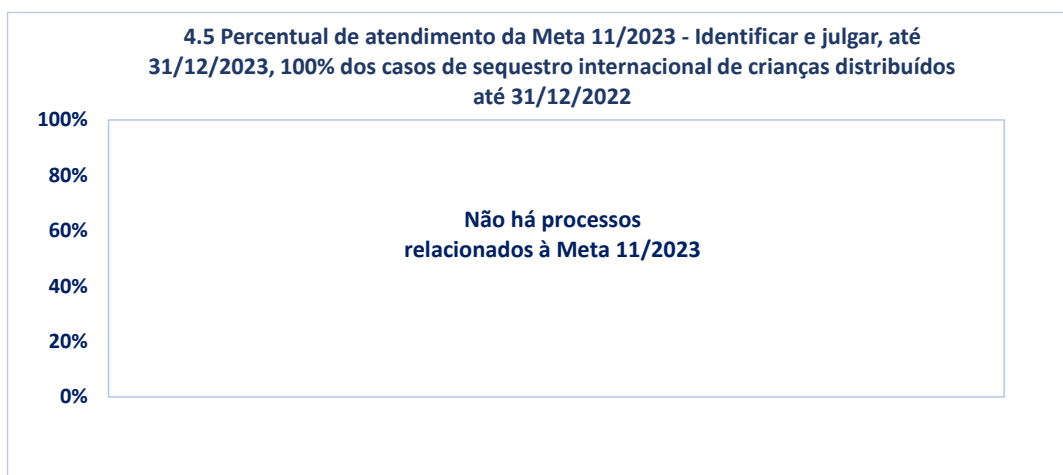 4.5 Percentual de atendimento da Meta 11/2023 - Identificar e julgar, até
31/12/2023, 100% dos casos de sequestro internacional de crianças distribuídos
até 31/12/2022
100%
80%
60%
40%
20%
0%
Não há processos
relacionados à Meta 11/2023